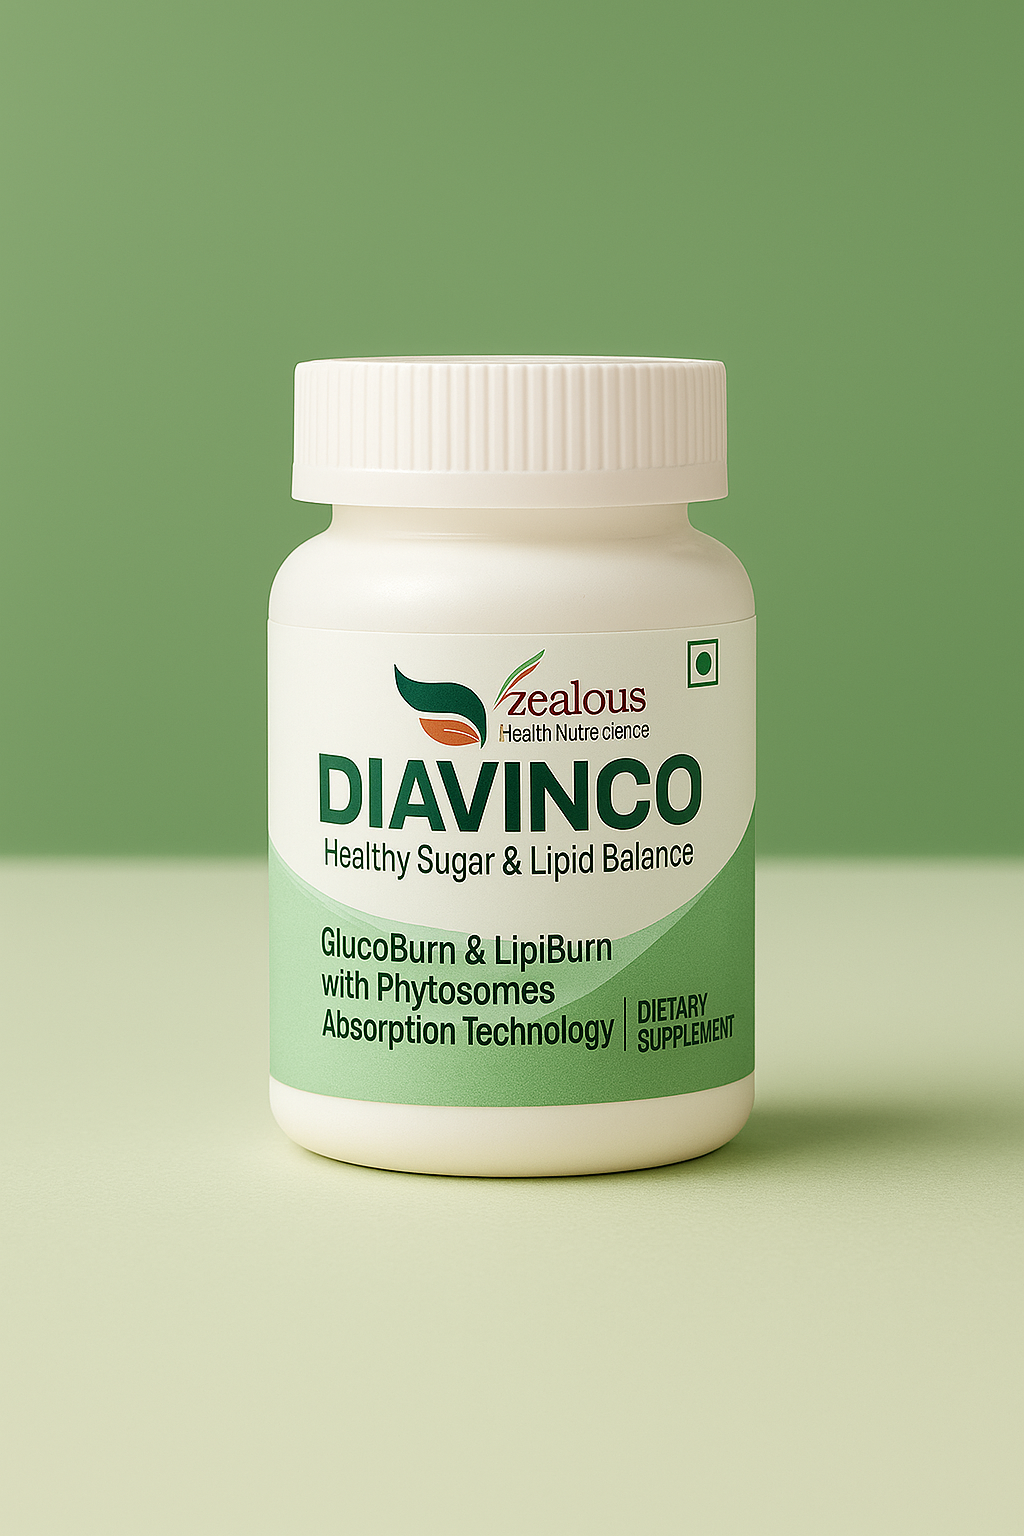 zealous
Health Nutre cience
DIAVINCO
Healthy Sugar & Lipid Balance
GlucoBurn & LipiBurn
with Phytosomes
Absorption Technology
DIETARY
SUPPLEMENT